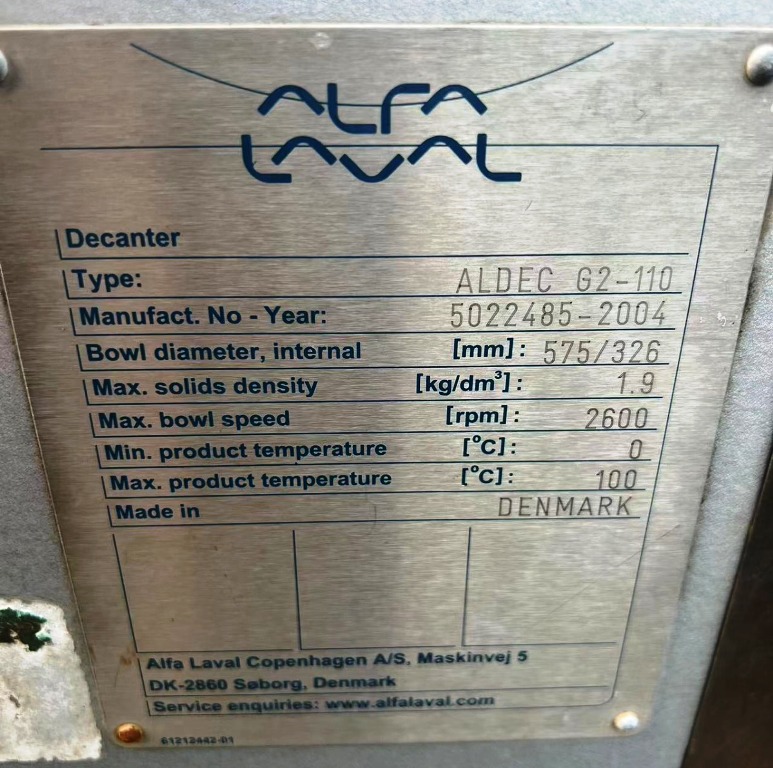 ALFA
LAVAL
Decanter
Type: ALDEC G2-110
Manufact. No - Year: 5022485-2004
Bowl diameter, internal [mm]: 575/326
Max. solids density [kg/dm³]: 1.9
Max. bowl speed [rpm]: 2600
Min. product temperature [°C]: 0
Max. product temperature [°C]: 100
Made in DENMARK
Alfa Laval Copenhagen A/S, Maskinvej 5
DK-2860 Søborg, Denmark
Service enquiries: www.alfalaval.com
61212442-01